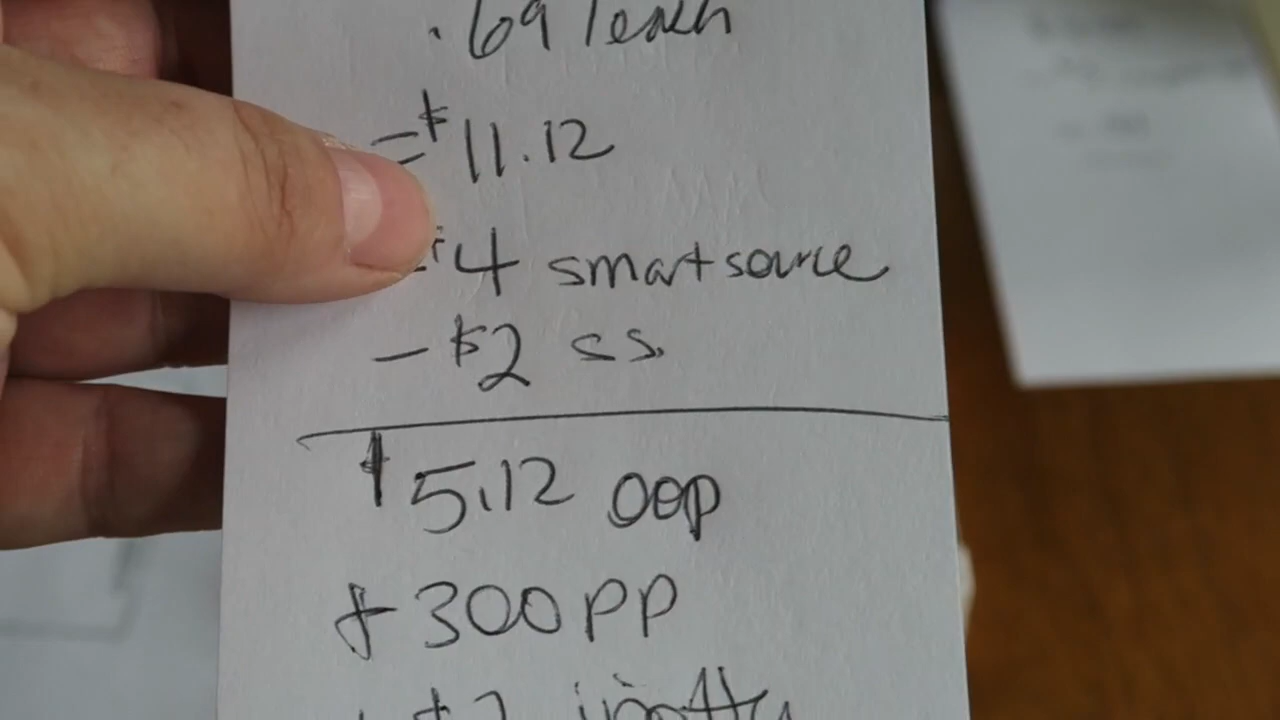 .69 / each
= $11.12
$4 smartsource
- $2 SS
$5.12 OOP
+ 300 PP